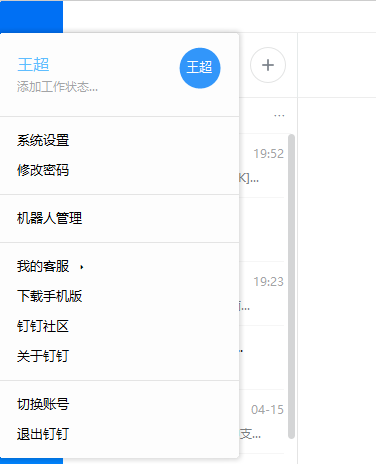 王超
王超
添加工作状态...
...
系统设置
19:52
修改密码
K]...
机器人管理
我的客服
19:23
下载手机版
钉钉社区
关于钉钉
切换账号
04-15
退出钉钉
支...